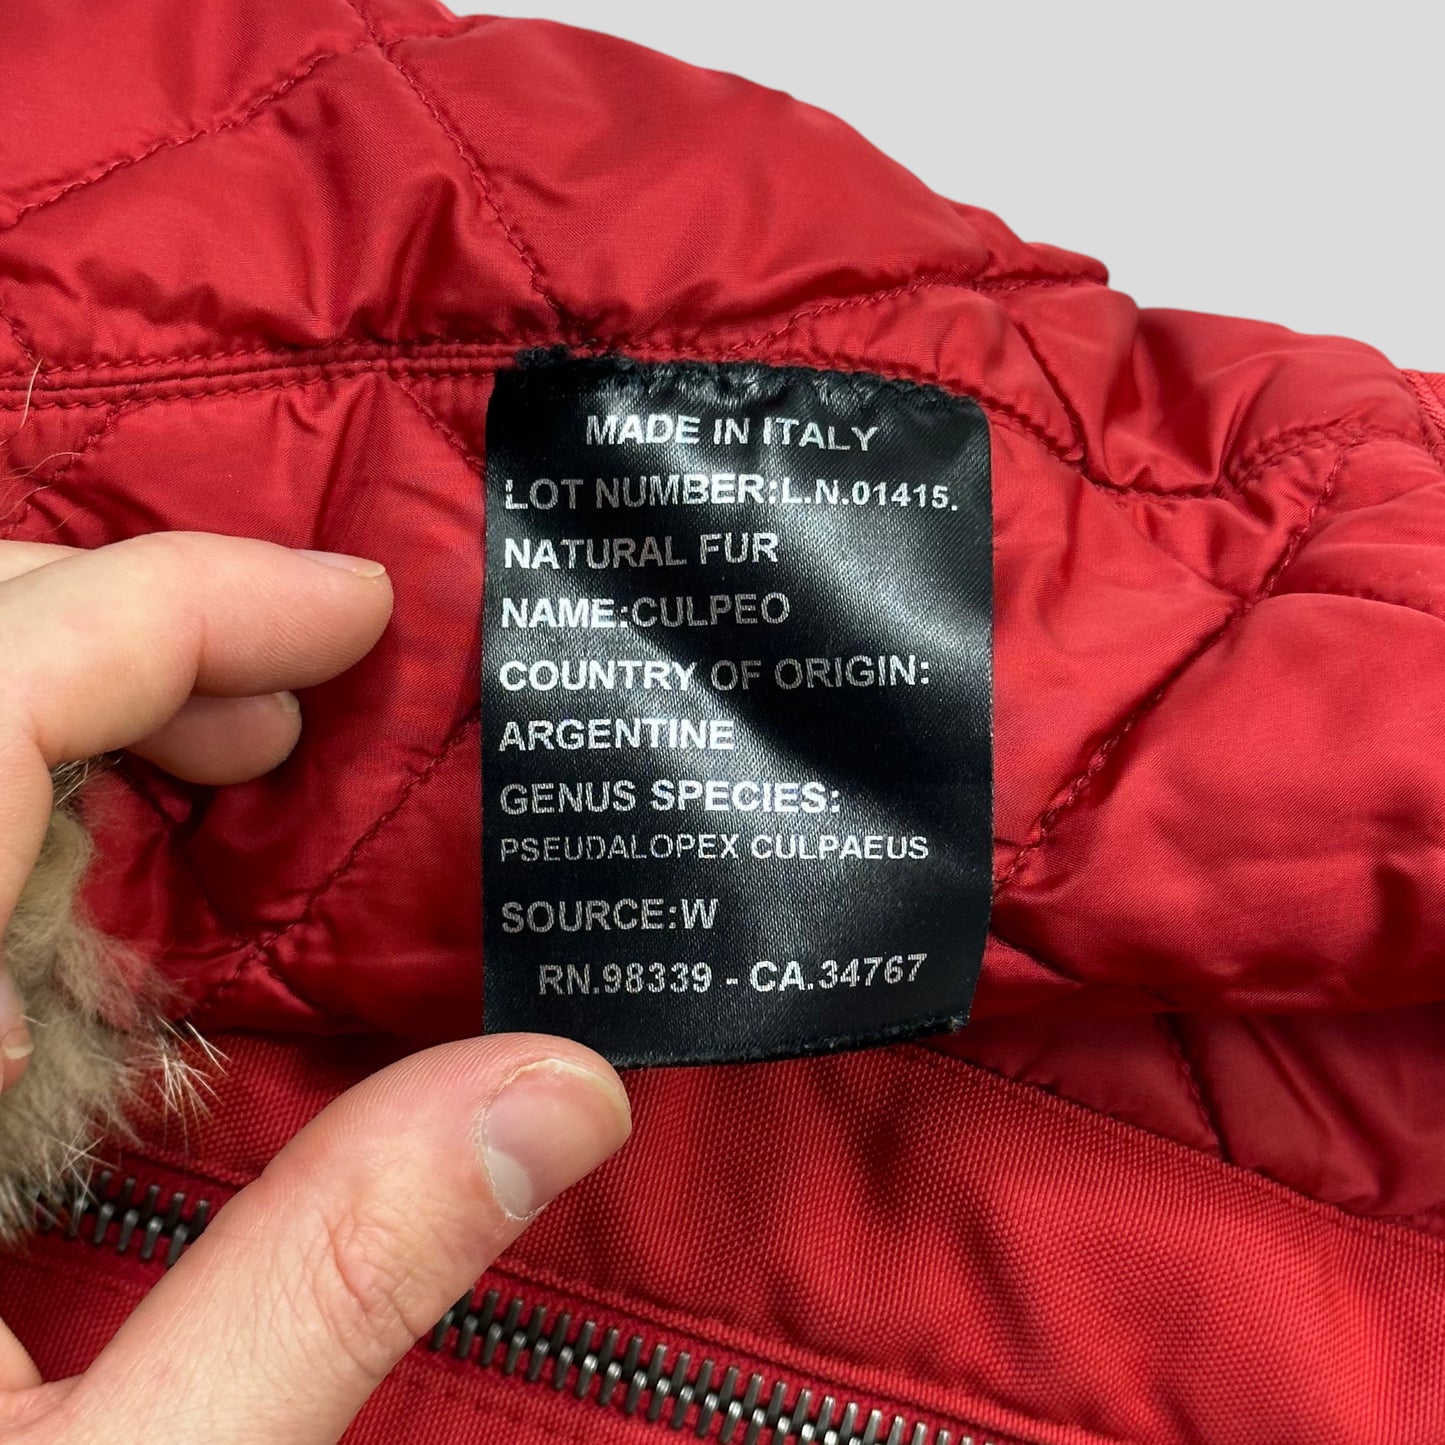 MADE IN ITALY
LOT NUMBER:L.N.01415.
NATURAL FUR
NAME:CULPEO
COUNTRY OF ORIGIN:
ARGENTINE
GENUS SPECIES:
PSEUDALOPEX CULPAEUS
SOURCE:W
RN.98339 - CA.34767